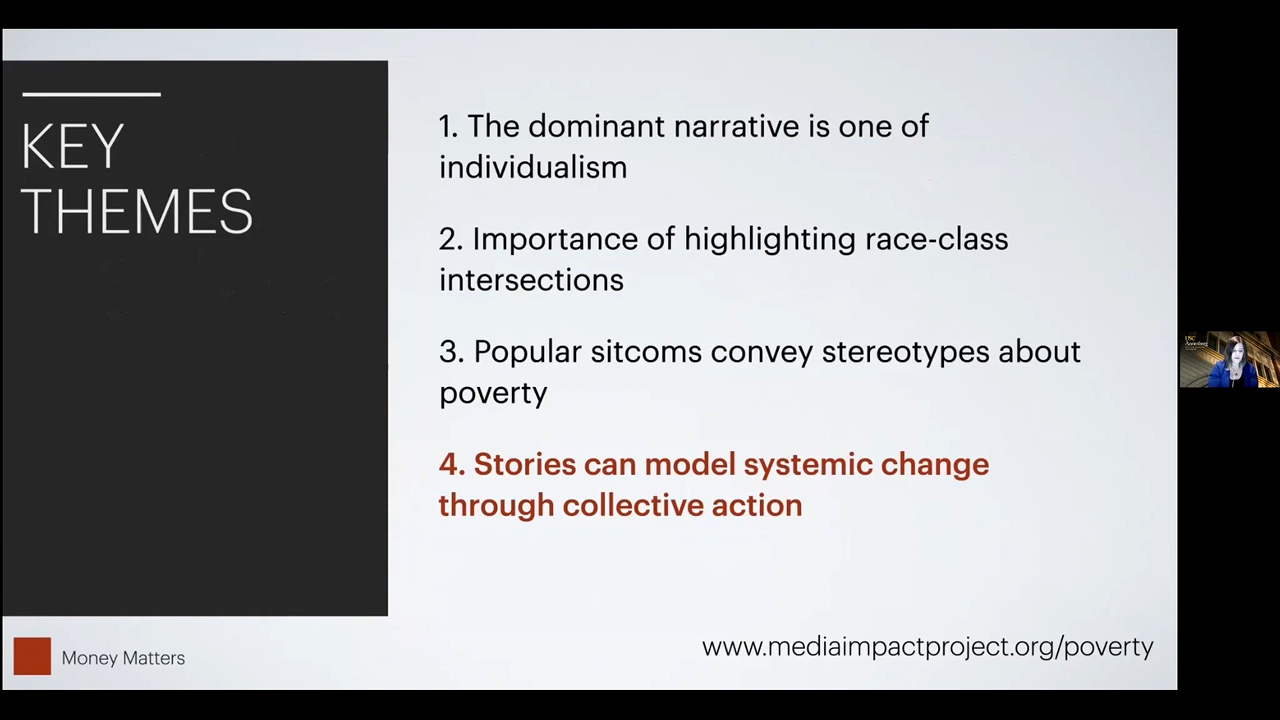 KEY
THEMES
1. The dominant narrative is one of
individualism
2. Importance of highlighting race-class
intersections
3. Popular sitcoms convey stereotypes about
poverty
4. Stories can model systemic change
through collective action
Money Matters
www.mediaimpactproject.org/poverty
USC
Annenberg